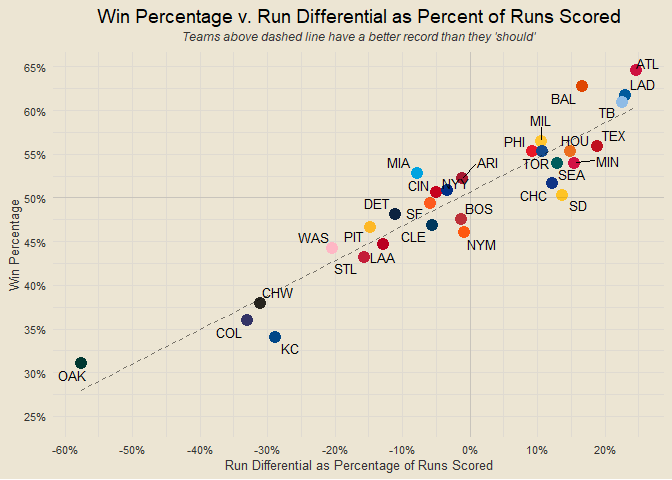 Win Percentage v. Run Differential as Percent of Runs Scored
Teams above dashed line have a better record than they 'should'
65%
60%
55%
50%
45%
40%
35%
30%
25%
Win Percentage
ATL
LAD
BAL
TB
MIL
PHI
HOU
TEX
MIA
ARI
TOR
MIN
CIN
NYY
SEA
CHC
SD
DET
SF
BOS
WAS
PIT
CLE
NYM
STL
LAA
CHW
COL
KC
OAK
-60%
-50%
-40%
-30%
-20%
-10%
0%
10%
20%
Run Differential as Percentage of Runs Scored